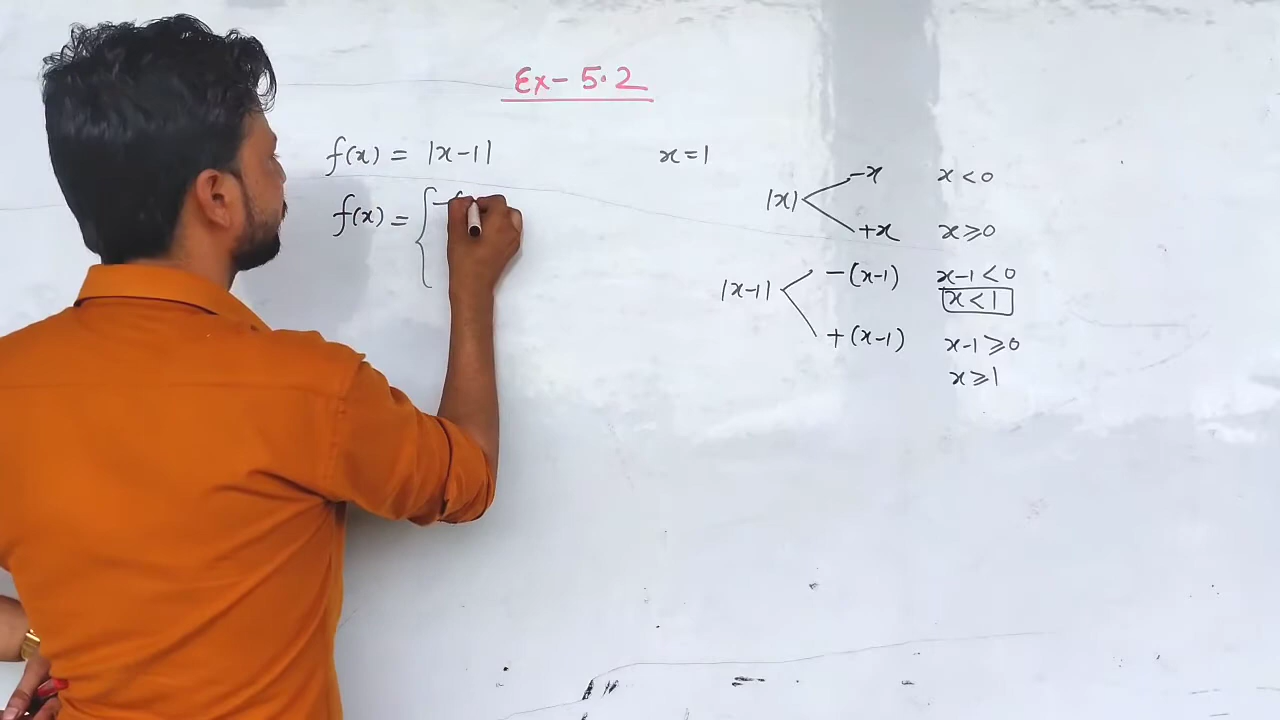 Ex- 5.2
f(x) = |x-1|
x=1
f(x) = { -(
|x|
-x x < 0
+x x ≥ 0
|x-1|
-(x-1) x-1 < 0
x < 1
+(x-1) x-1 ≥ 0
x ≥ 1